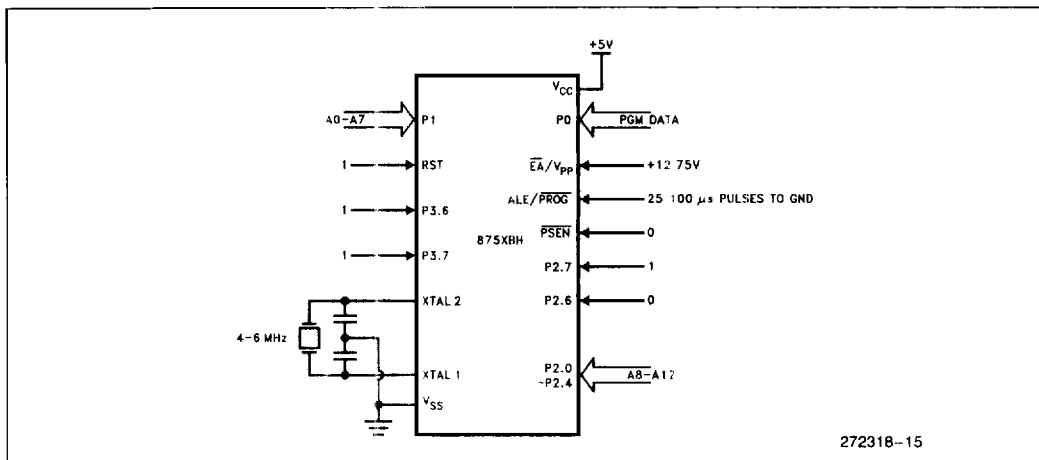 +5V
VCC
A0-A7
P1
P0
PGM DATA
1
RST
EA/VPP
+12 75V
ALE/PROG
25 100 μs PULSES TO GND
1
P3.6
875XBH
PSEN
0
1
P3.7
P2.7
1
XTAL 2
P2.6
0
4-6 MHz
XTAL 1
P2.0
-P2.4
A8-A12
VSS
272318-15